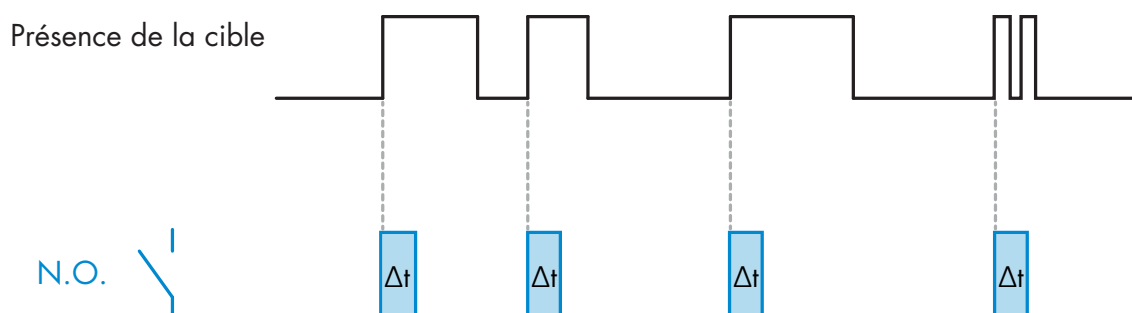 Présence de la cible
N.O.
Δt Δt Δt Δt